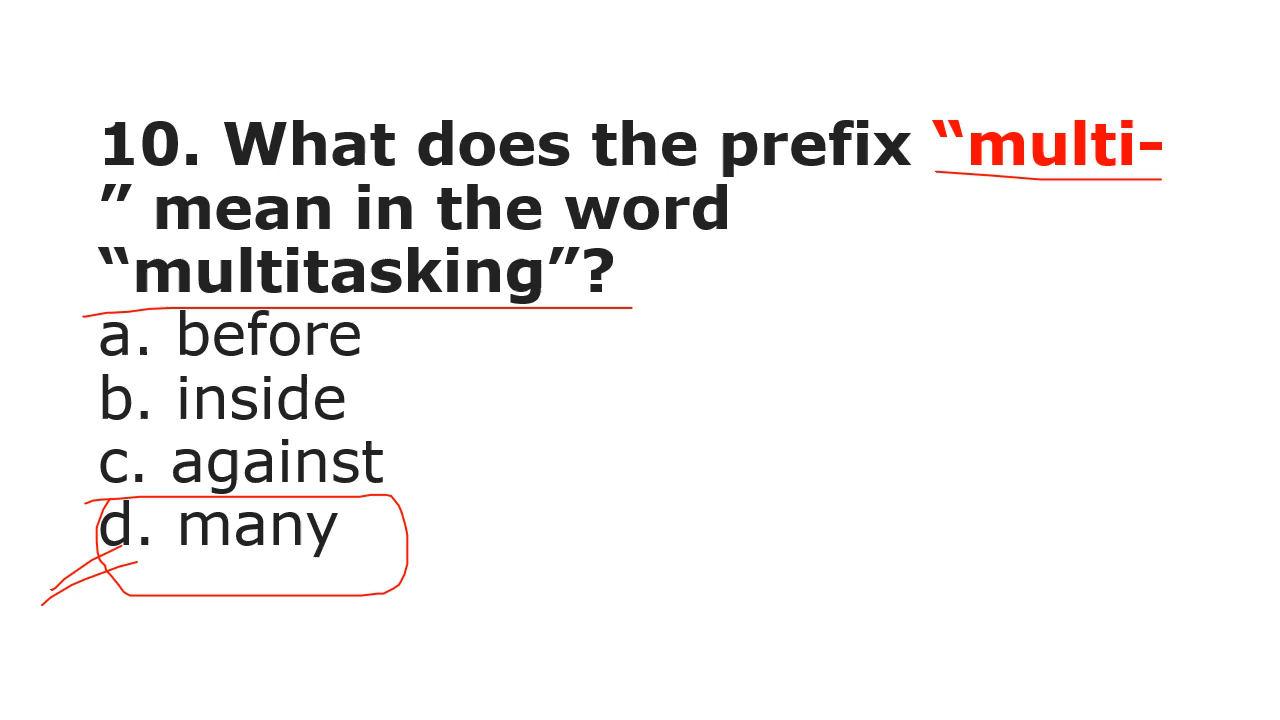 10. What does the prefix “multi-
” mean in the word
“multitasking”?
a. before
b. inside
c. against
d. many